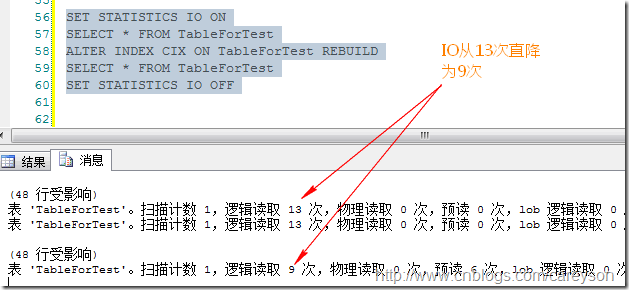 55
56 SET STATISTICS IO ON
57 SELECT * FROM TableForTest
58 ALTER INDEX CIX ON TableForTest REBUILD
59 SELECT * FROM TableForTest
60 SET STATISTICS IO OFF
61
62
IO从13次直降
为9次
结果 消息
(48 行受影响)
表 'TableForTest'。扫描计数 1，逻辑读取 13 次，物理读取 0 次，预读 0 次，lob 逻辑读取 0
表 'TableForTest'。扫描计数 1，逻辑读取 13 次，物理读取 0 次，预读 0 次，lob 逻辑读取 0
(48 行受影响)
表 'TableForTest'。扫描计数 1，逻辑读取 9 次，物理读取 0 次，预读 6 次，lob 逻辑读取 0
http://www.cnblogs.com/careyson